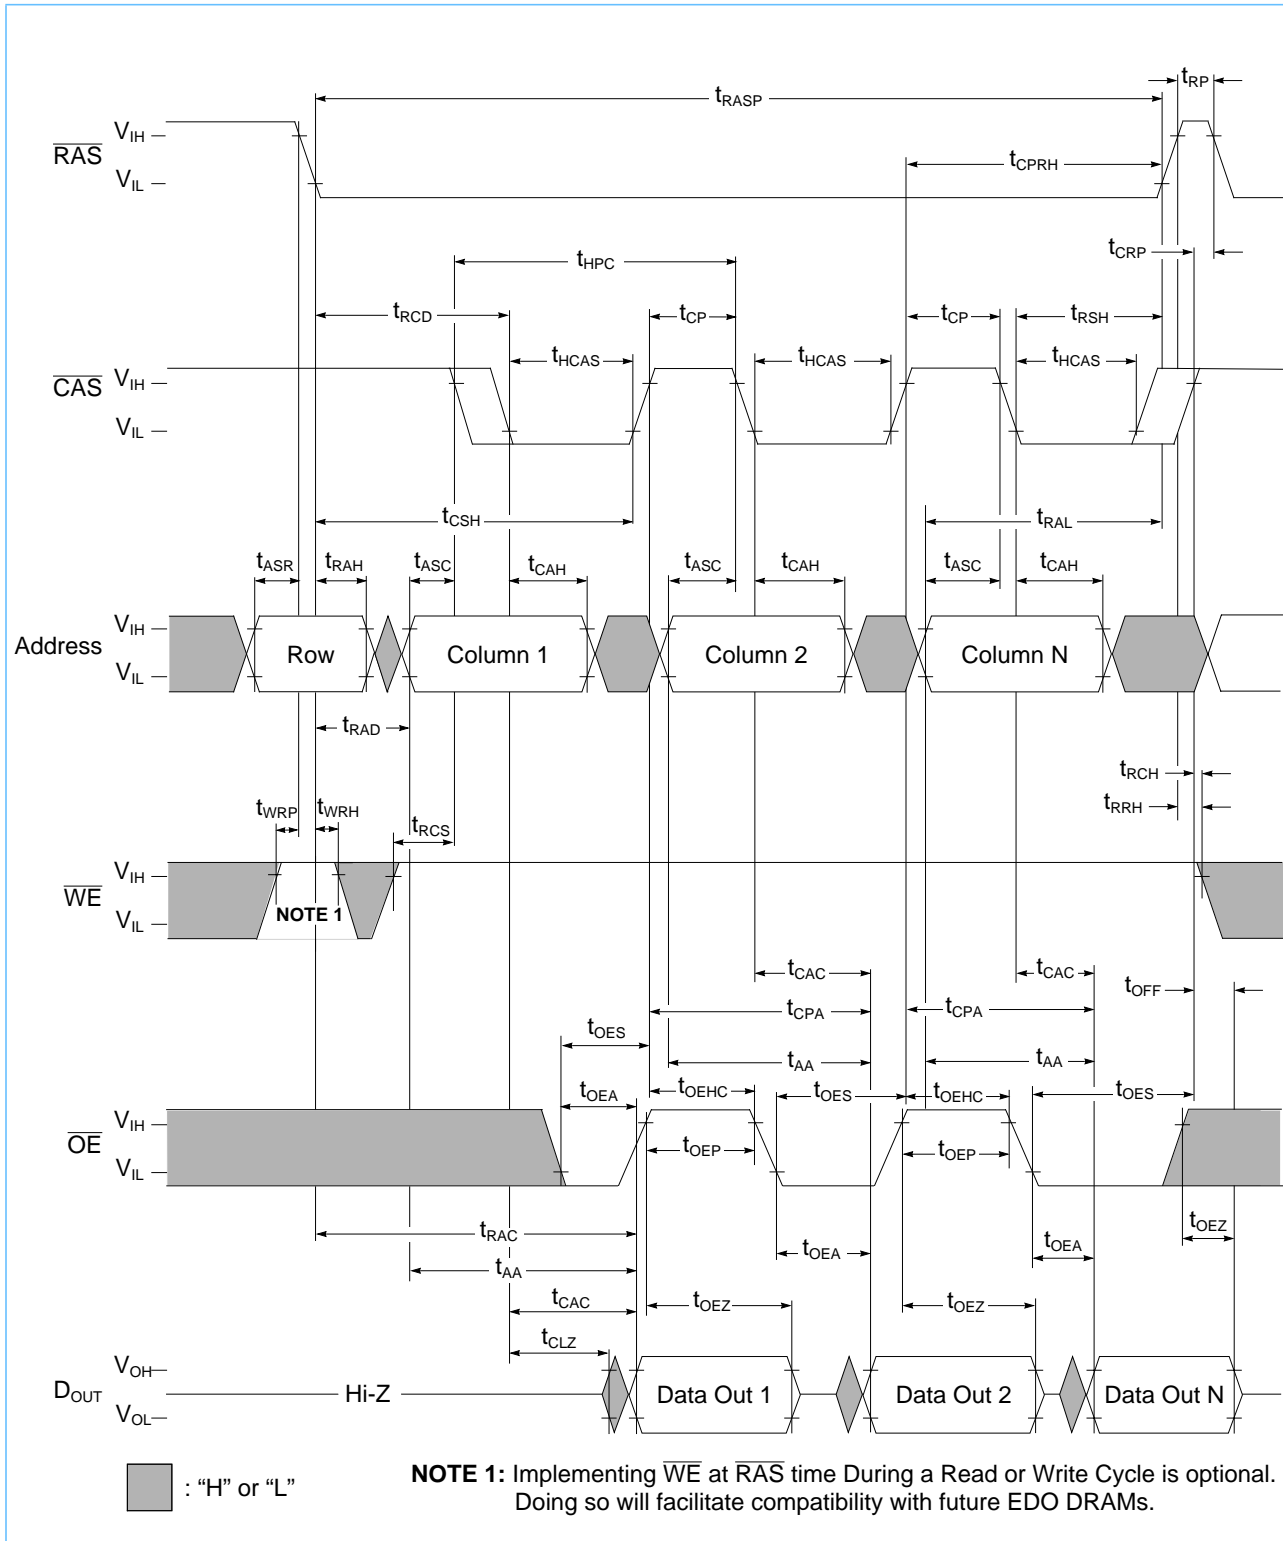 tRP
tRASP
RAS VIH
VIL
tCPRH
tCRP
tHPC
tRCD tCP tCP tRSH
tHCAS tHCAS tHCAS
CAS VIH
VIL
tCSH tRAL
tASR tRAH tASC tCAH tASC tCAH tASC tCAH
Address VIH
VIL
Row Column 1 Column 2 Column N
tRAD
tRCH
tRRH
tWRP tWRH tRCS
WE VIH
VIL
NOTE 1
tCAC tCAC
tOFF
tCPA tCPA
tOES
tAA tAA
tOEA tOEHC tOES tOEHC tOES
OE VIH
VIL
tOEP tOEP
tRAC
tOEZ
tOEA tOEA
tAA
tCAC tOEZ tOEZ
tCLZ
DOUT VOH
VOL
Hi-Z Data Out 1 Data Out 2 Data Out N
: “H” or “L”
NOTE 1: Implementing WE at RAS time During a Read or Write Cycle is optional.
Doing so will facilitate compatibility with future EDO DRAMs.